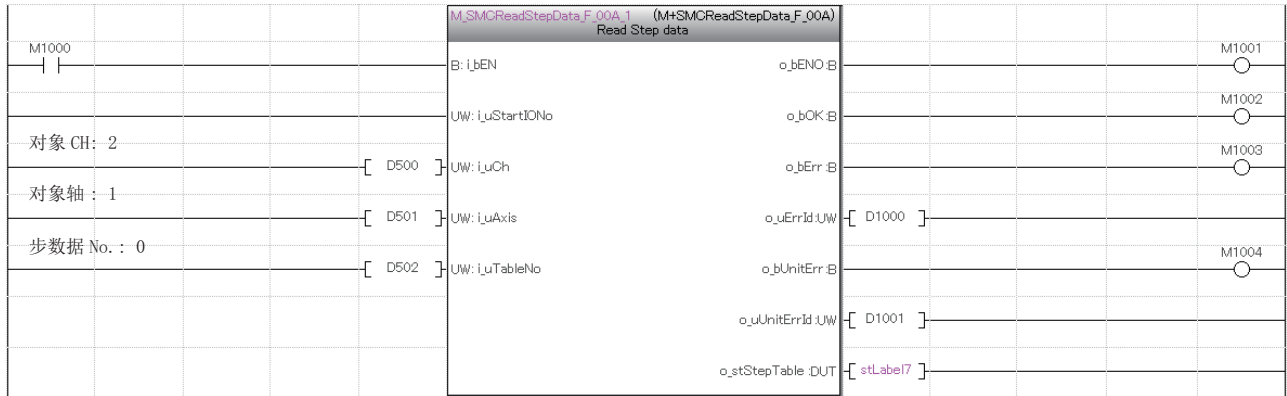 M_SMCReadStepData_F_00A_1 (M+SMCReadStepData_F_00A)
Read Step data
M1000
B: i_bEN
o_bENO:B
M1001
UW: i_uStartIONo
o_bOK:B
M1002
对象 CH: 2
D500
UW: i_uCh
o_bErr:B
M1003
对象轴: 1
D501
UW: i_uAxis
o_uErrId:UW
D1000
步数据 No.: 0
D502
UW: i_uTableNo
o_bUnitErr:B
M1004
o_uUnitErrId:UW
D1001
o_stStepTable :DUT
stLabel7